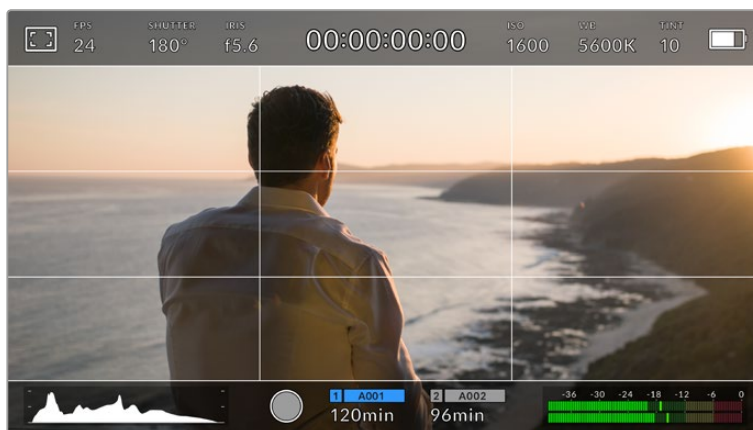 FPS SHUTTER IRIS ISO WB TINT
24 180° f5.6 00:00:00:00 1600 5600K 10
1 A001 2 A002
120min 96min
-36 -30 -24 -18 -12 -6 0